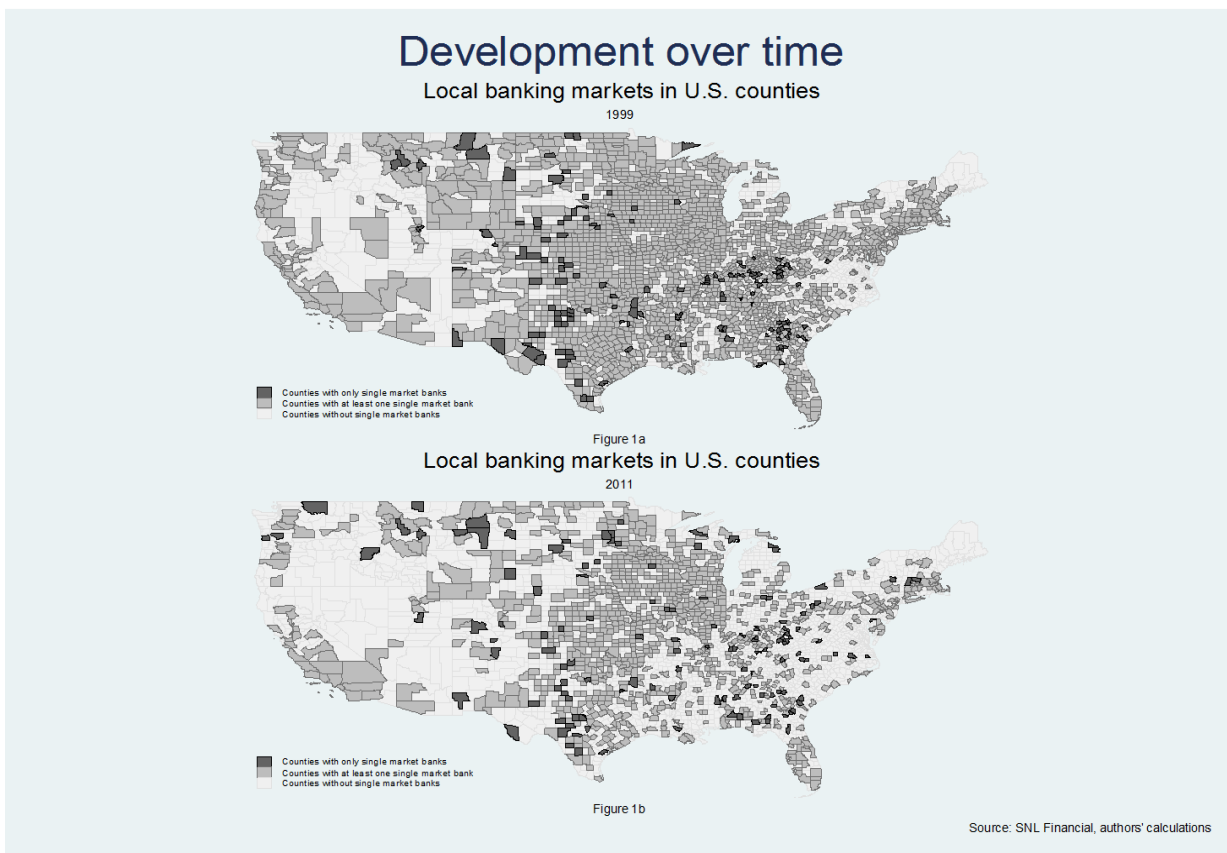 Development over time
Local banking markets in U.S. counties
1999
Counties with only single market banks
Counties with at least one single market bank
Counties without single market banks
Figure 1a
Local banking markets in U.S. counties
2011
Counties with only single market banks
Counties with at least one single market bank
Counties without single market banks
Figure 1b
Source: SNL Financial, authors' calculations